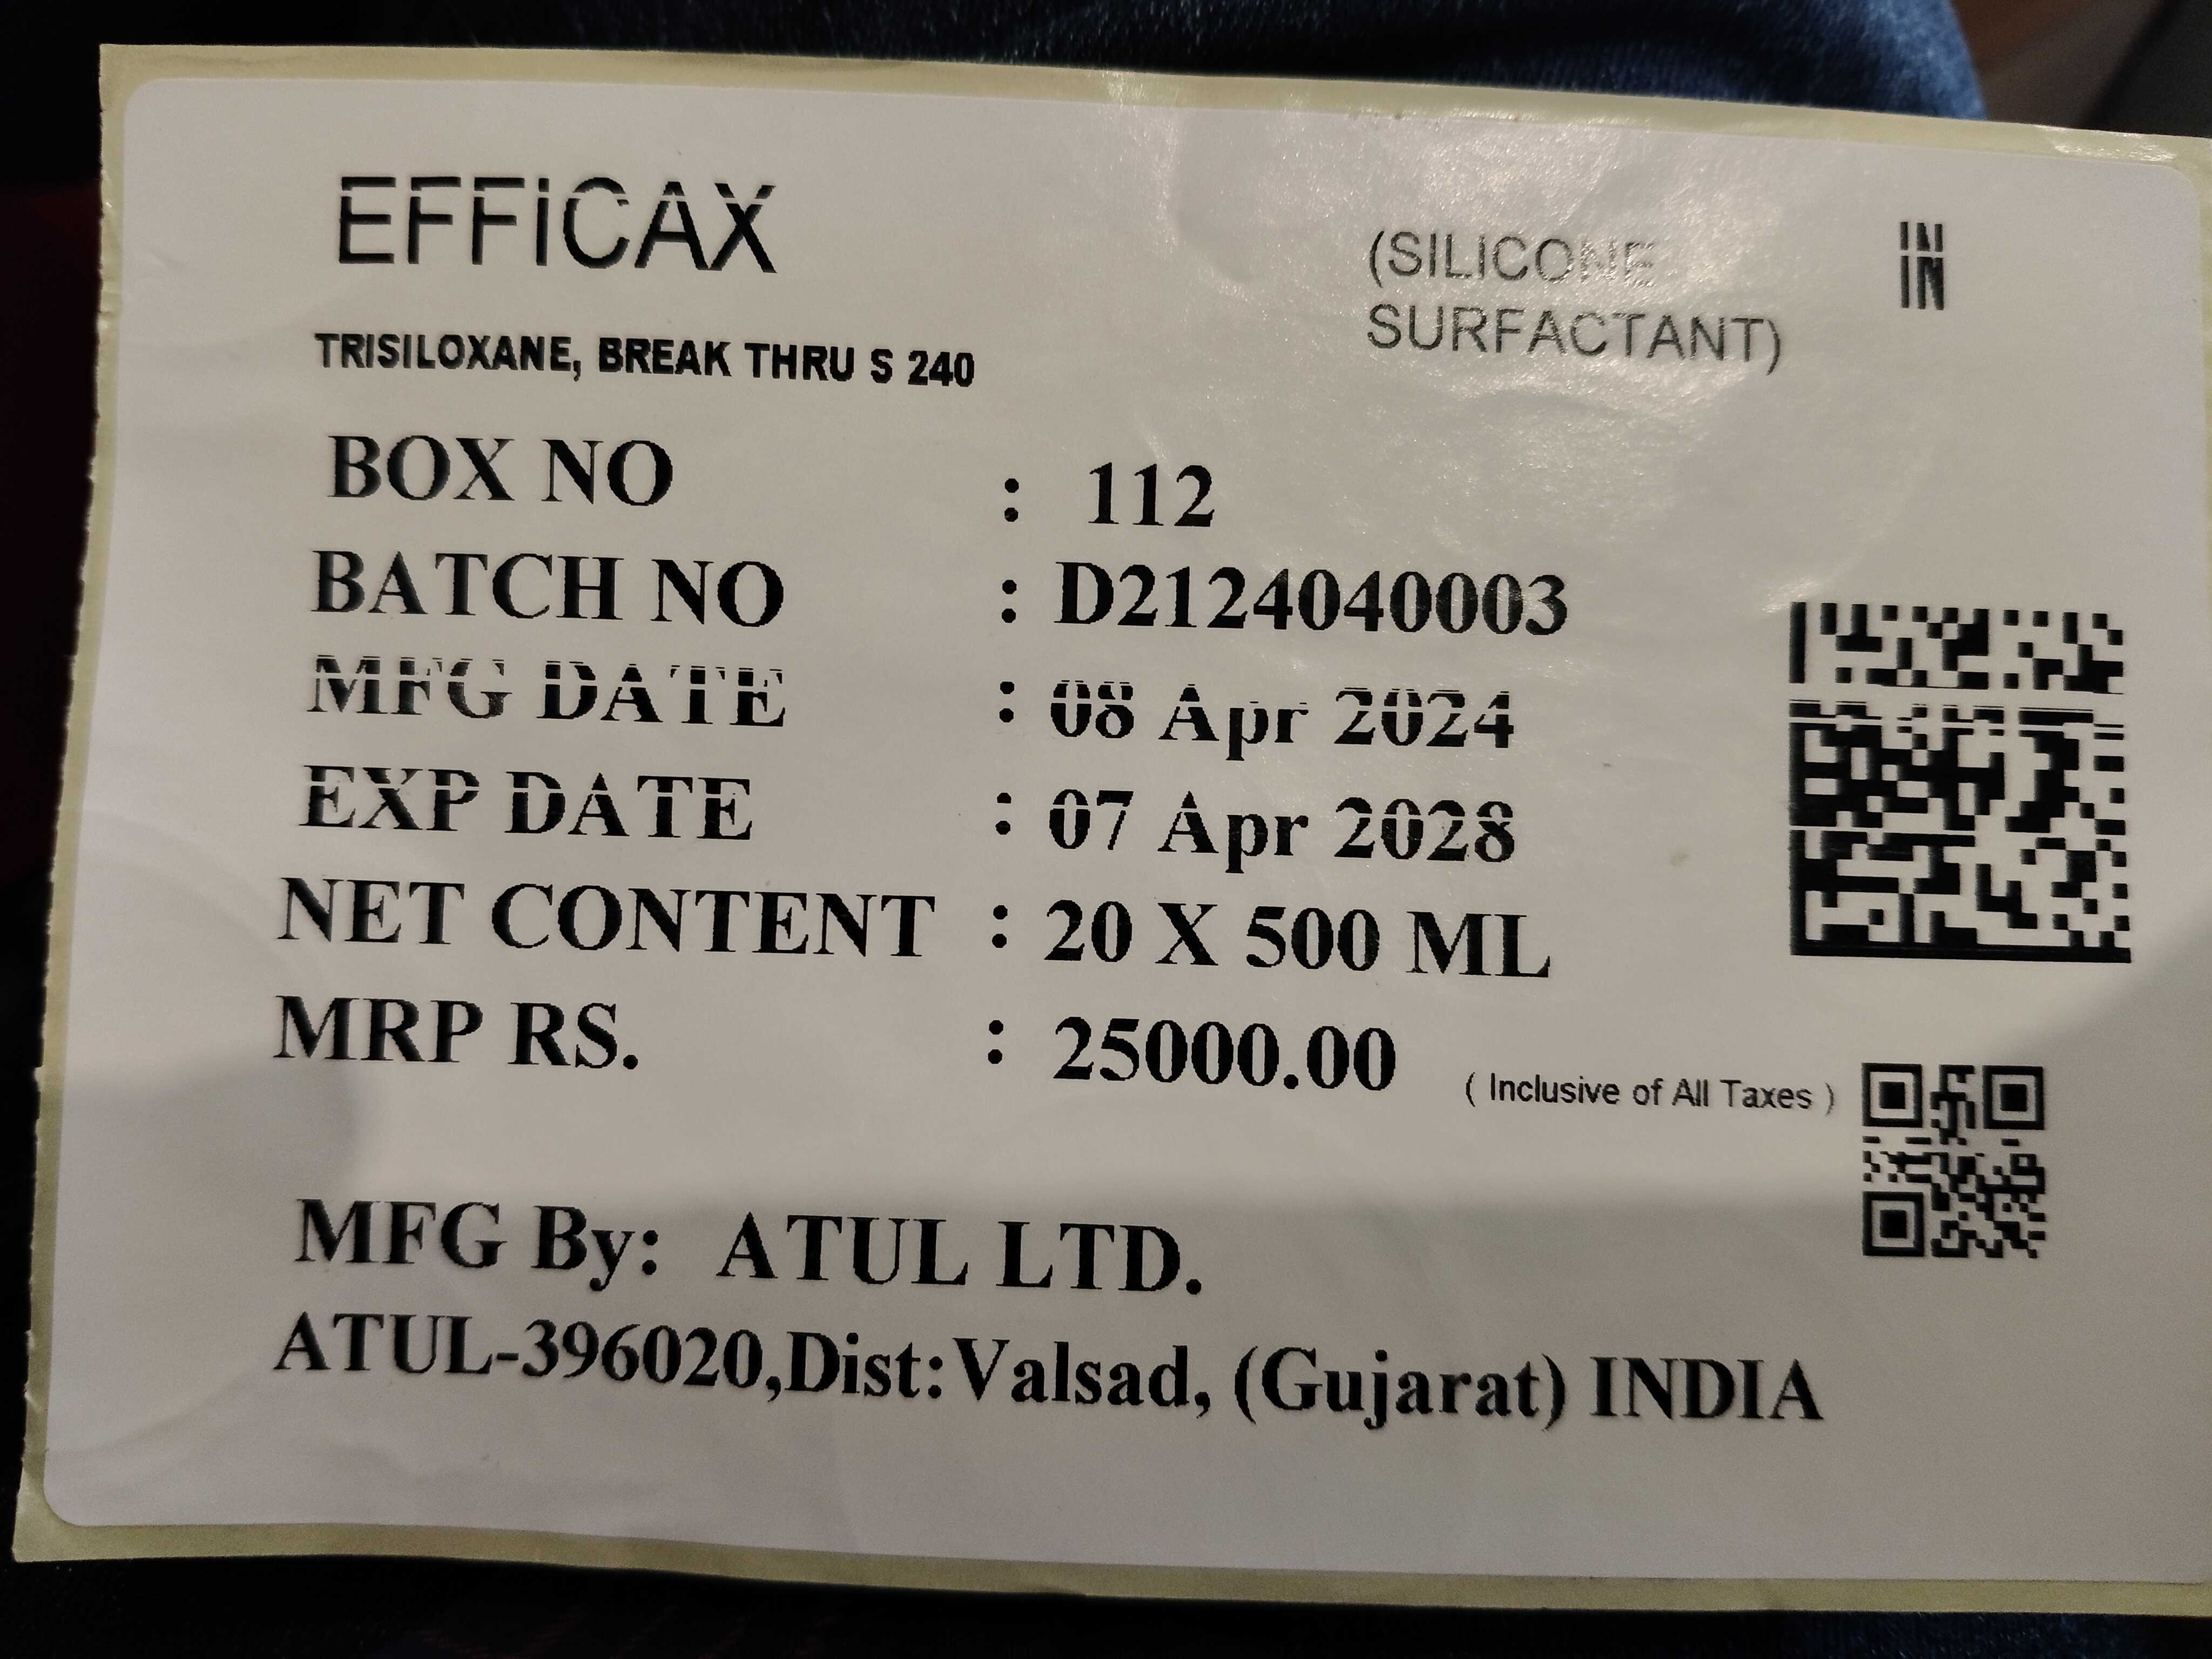 EFFiCAX
(SILICONE
SURFACTANT)
IN
IN
TRISILOXANE, BREAK THRU S 240
BOX NO : 112
BATCH NO : D2124040003
MFG DATE : 08 Apr 2024
EXP DATE : 07 Apr 2028
NET CONTENT : 20 X 500 ML
MRP RS. : 25000.00 ( Inclusive of All Taxes )
MFG By: ATUL LTD.
ATUL-396020,Dist:Valsad, (Gujarat) INDIA